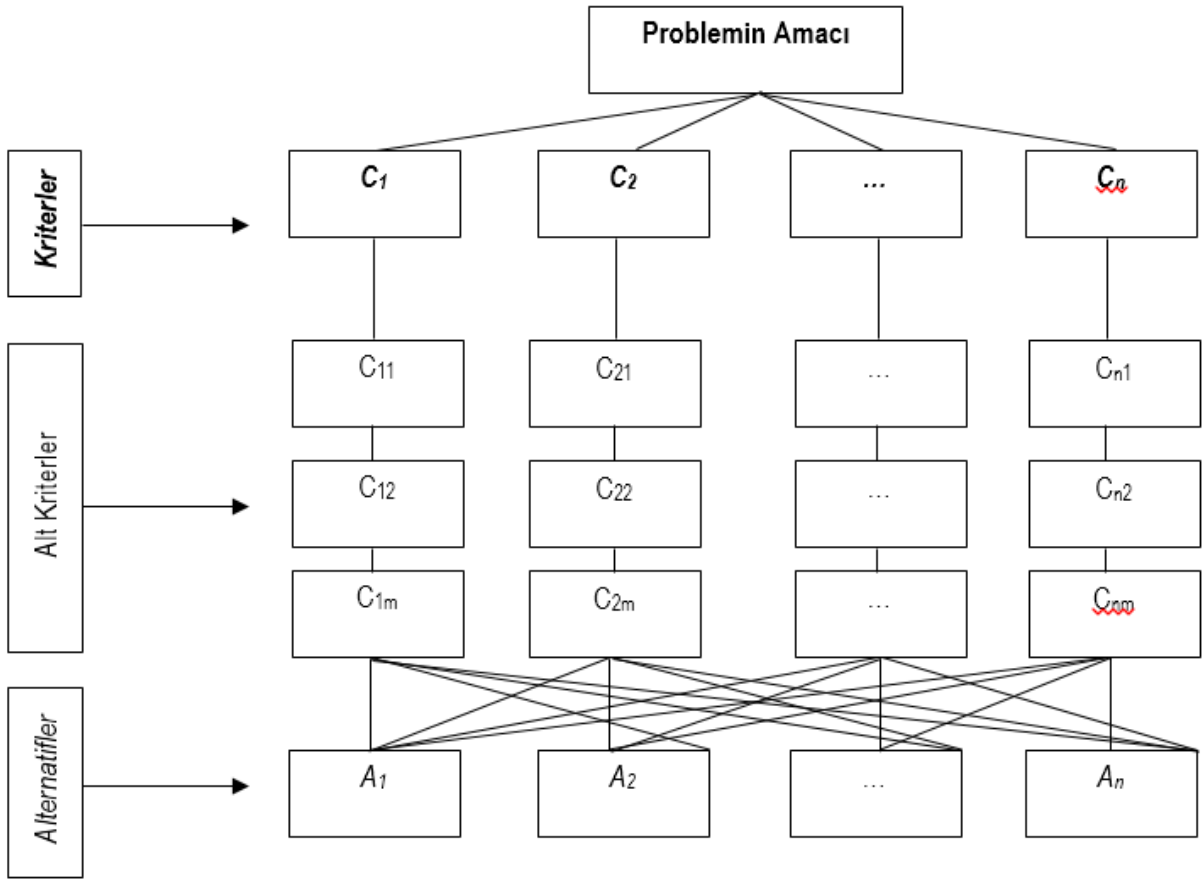 Problemin Amacı
Kriterler
C1
C2
...
Cn
Alt Kriterler
C11
C21
...
Cn1
C12
C22
...
Cn2
C1m
C2m
...
Cnm
Alternatifler
A1
A2
...
An